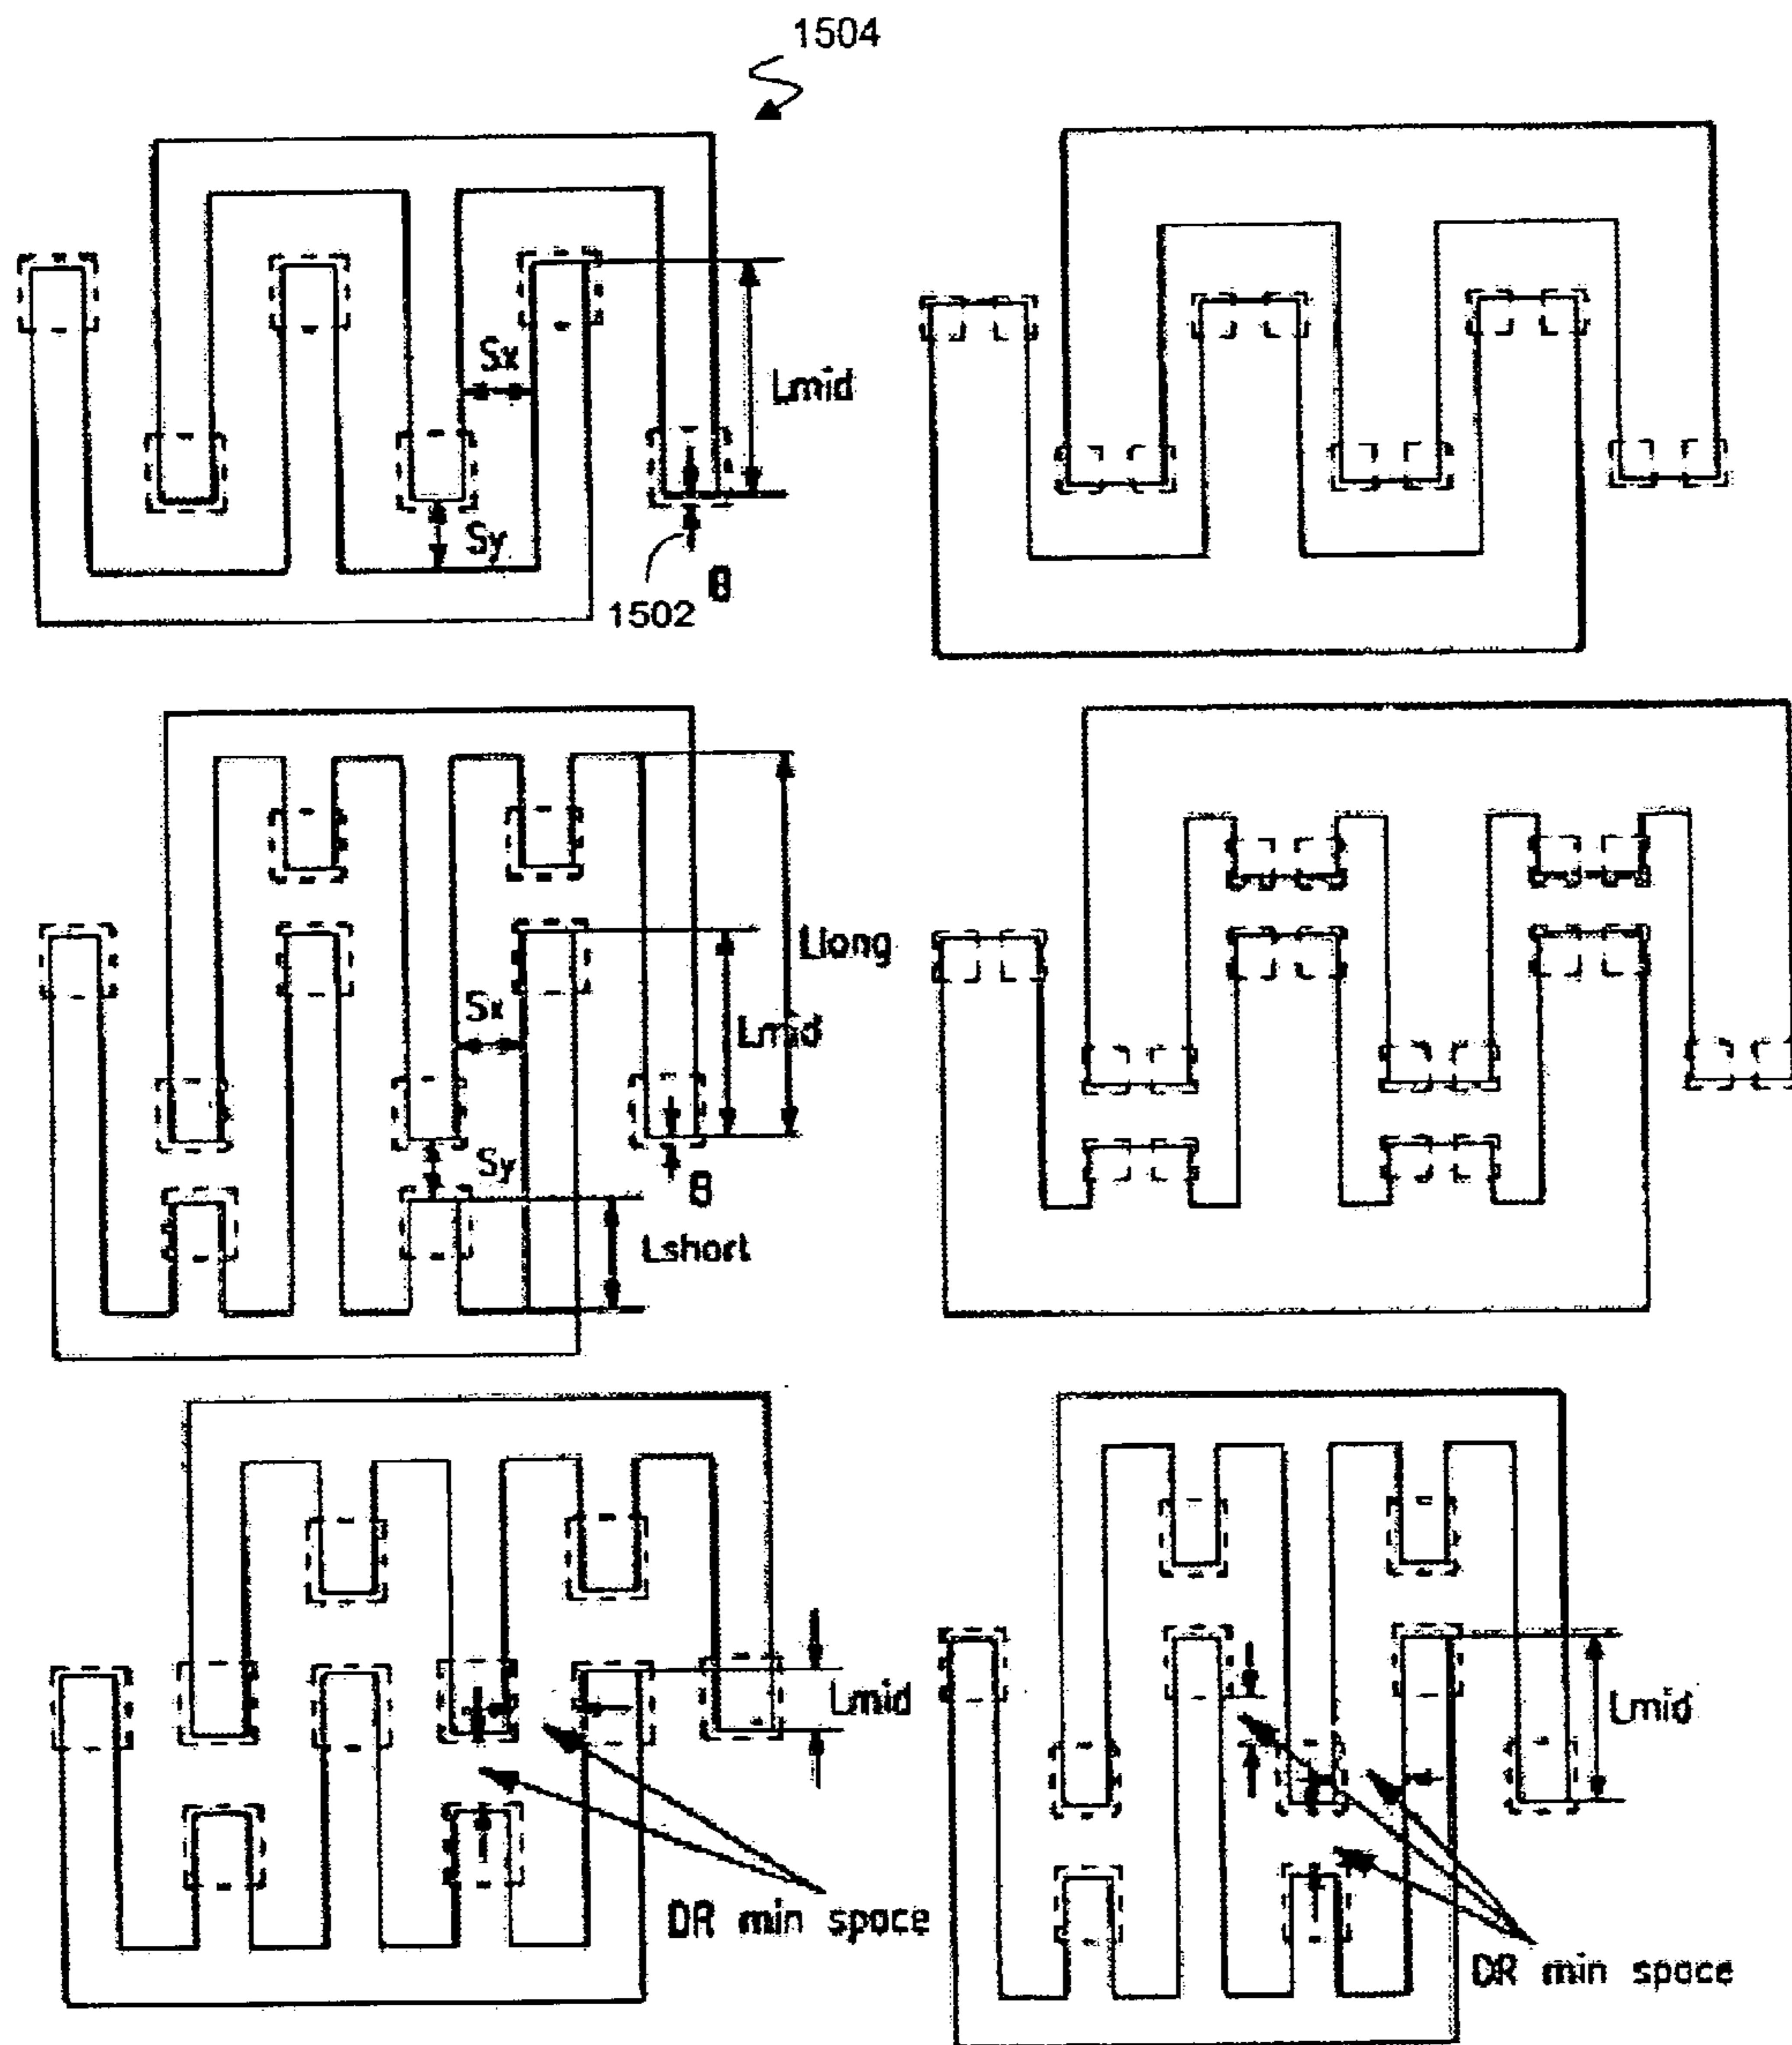 1504
Sx
Lmid
Sy
1502
θ
Llong
Sx
Lmid
Sy
θ
Lshort
Lmid
Lmid
DR min space
DR min space